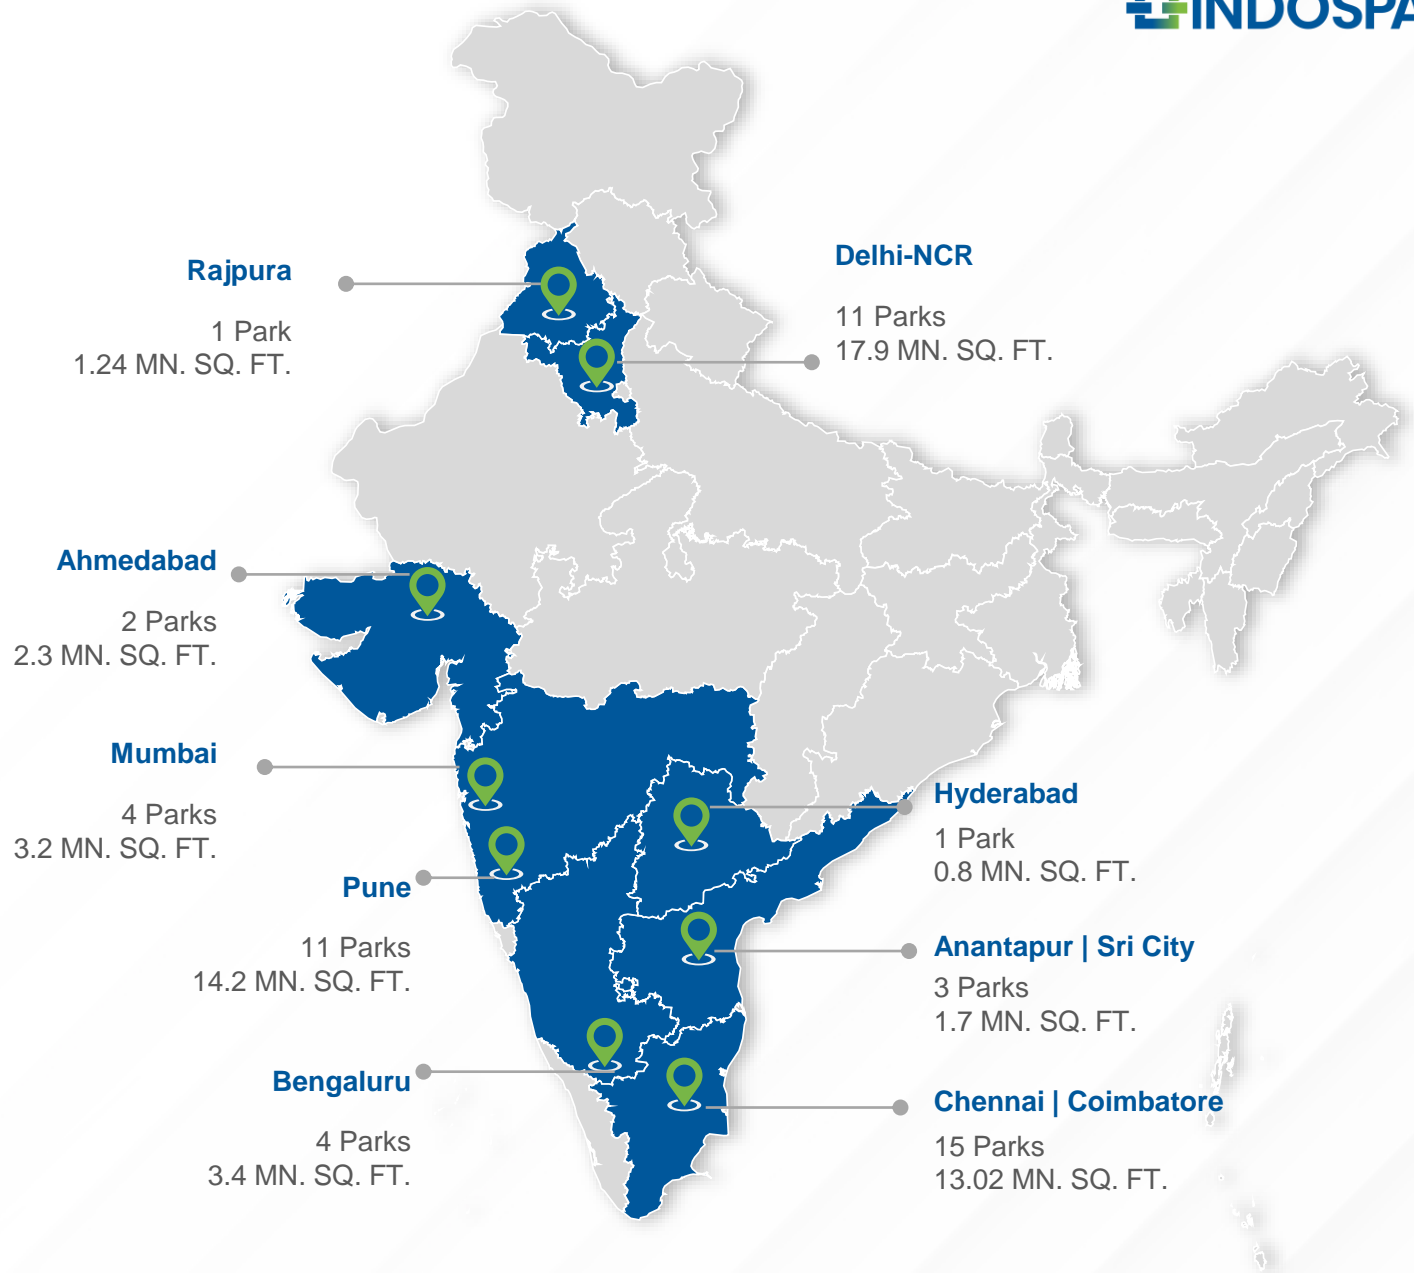 INDOSPA
Rajpura
1 Park
1.24 MN. SQ. FT.
Delhi-NCR
11 Parks
17.9 MN. SQ. FT.
Ahmedabad
2 Parks
2.3 MN. SQ. FT.
Mumbai
4 Parks
3.2 MN. SQ. FT.
Pune
11 Parks
14.2 MN. SQ. FT.
Bengaluru
4 Parks
3.4 MN. SQ. FT.
Hyderabad
1 Park
0.8 MN. SQ. FT.
Anantapur | Sri City
3 Parks
1.7 MN. SQ. FT.
Chennai | Coimbatore
15 Parks
13.02 MN. SQ. FT.